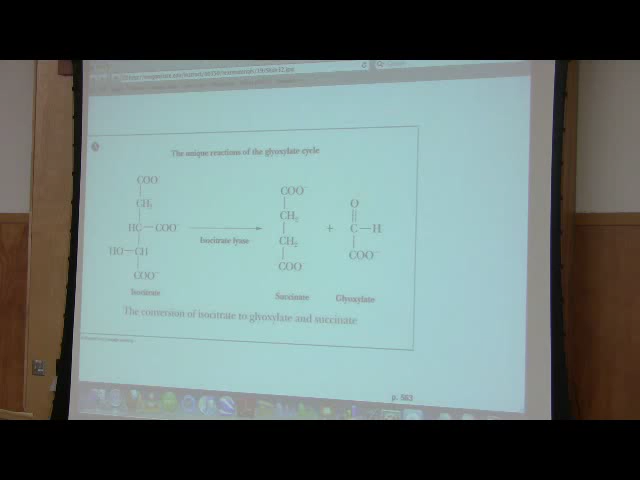 The unique reactions of the glyoxylate cycle
COO
CH₂
HC—COO⁻
HO—CH
COO⁻
Isocitrate
Isocitrate lyase
COO⁻
CH₂
CH₂
COO⁻
Succinate
+
O
C—H
COO⁻
Glyoxylate
The conversion of isocitrate to glyoxylate and succinate
p. 563